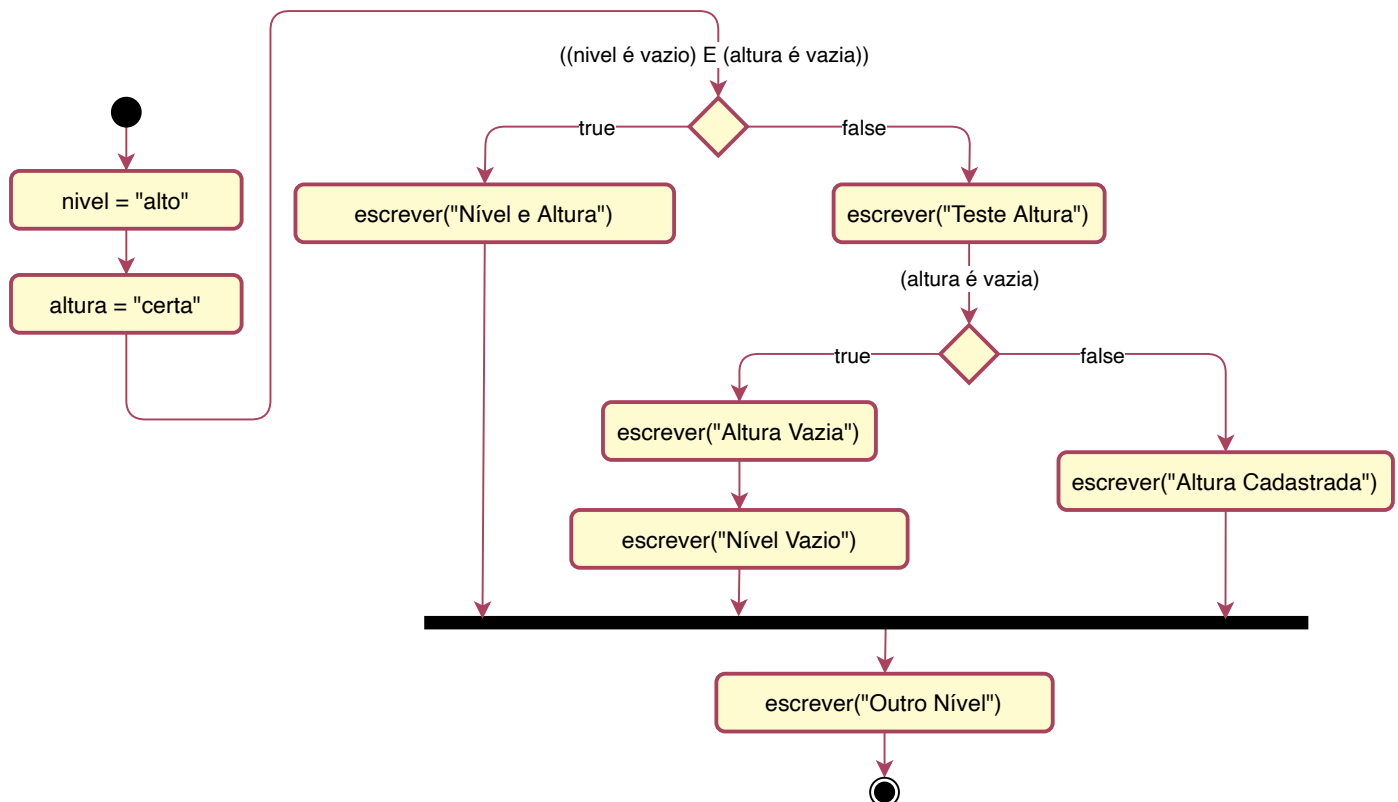 nivel = "alto"
altura = "certa"
((nivel é vazio) E (altura é vazia))
true
false
escrever("Nível e Altura")
escrever("Teste Altura")
(altura é vazia)
true
false
escrever("Altura Vazia")
escrever("Altura Cadastrada")
escrever("Nível Vazio")
escrever("Outro Nível")